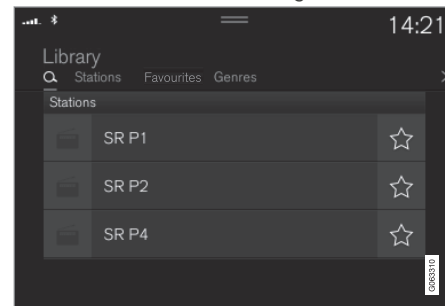 14:21
Library
Stations Favourites Genres
Stations
SR P1
SR P2
SR P4
G063310